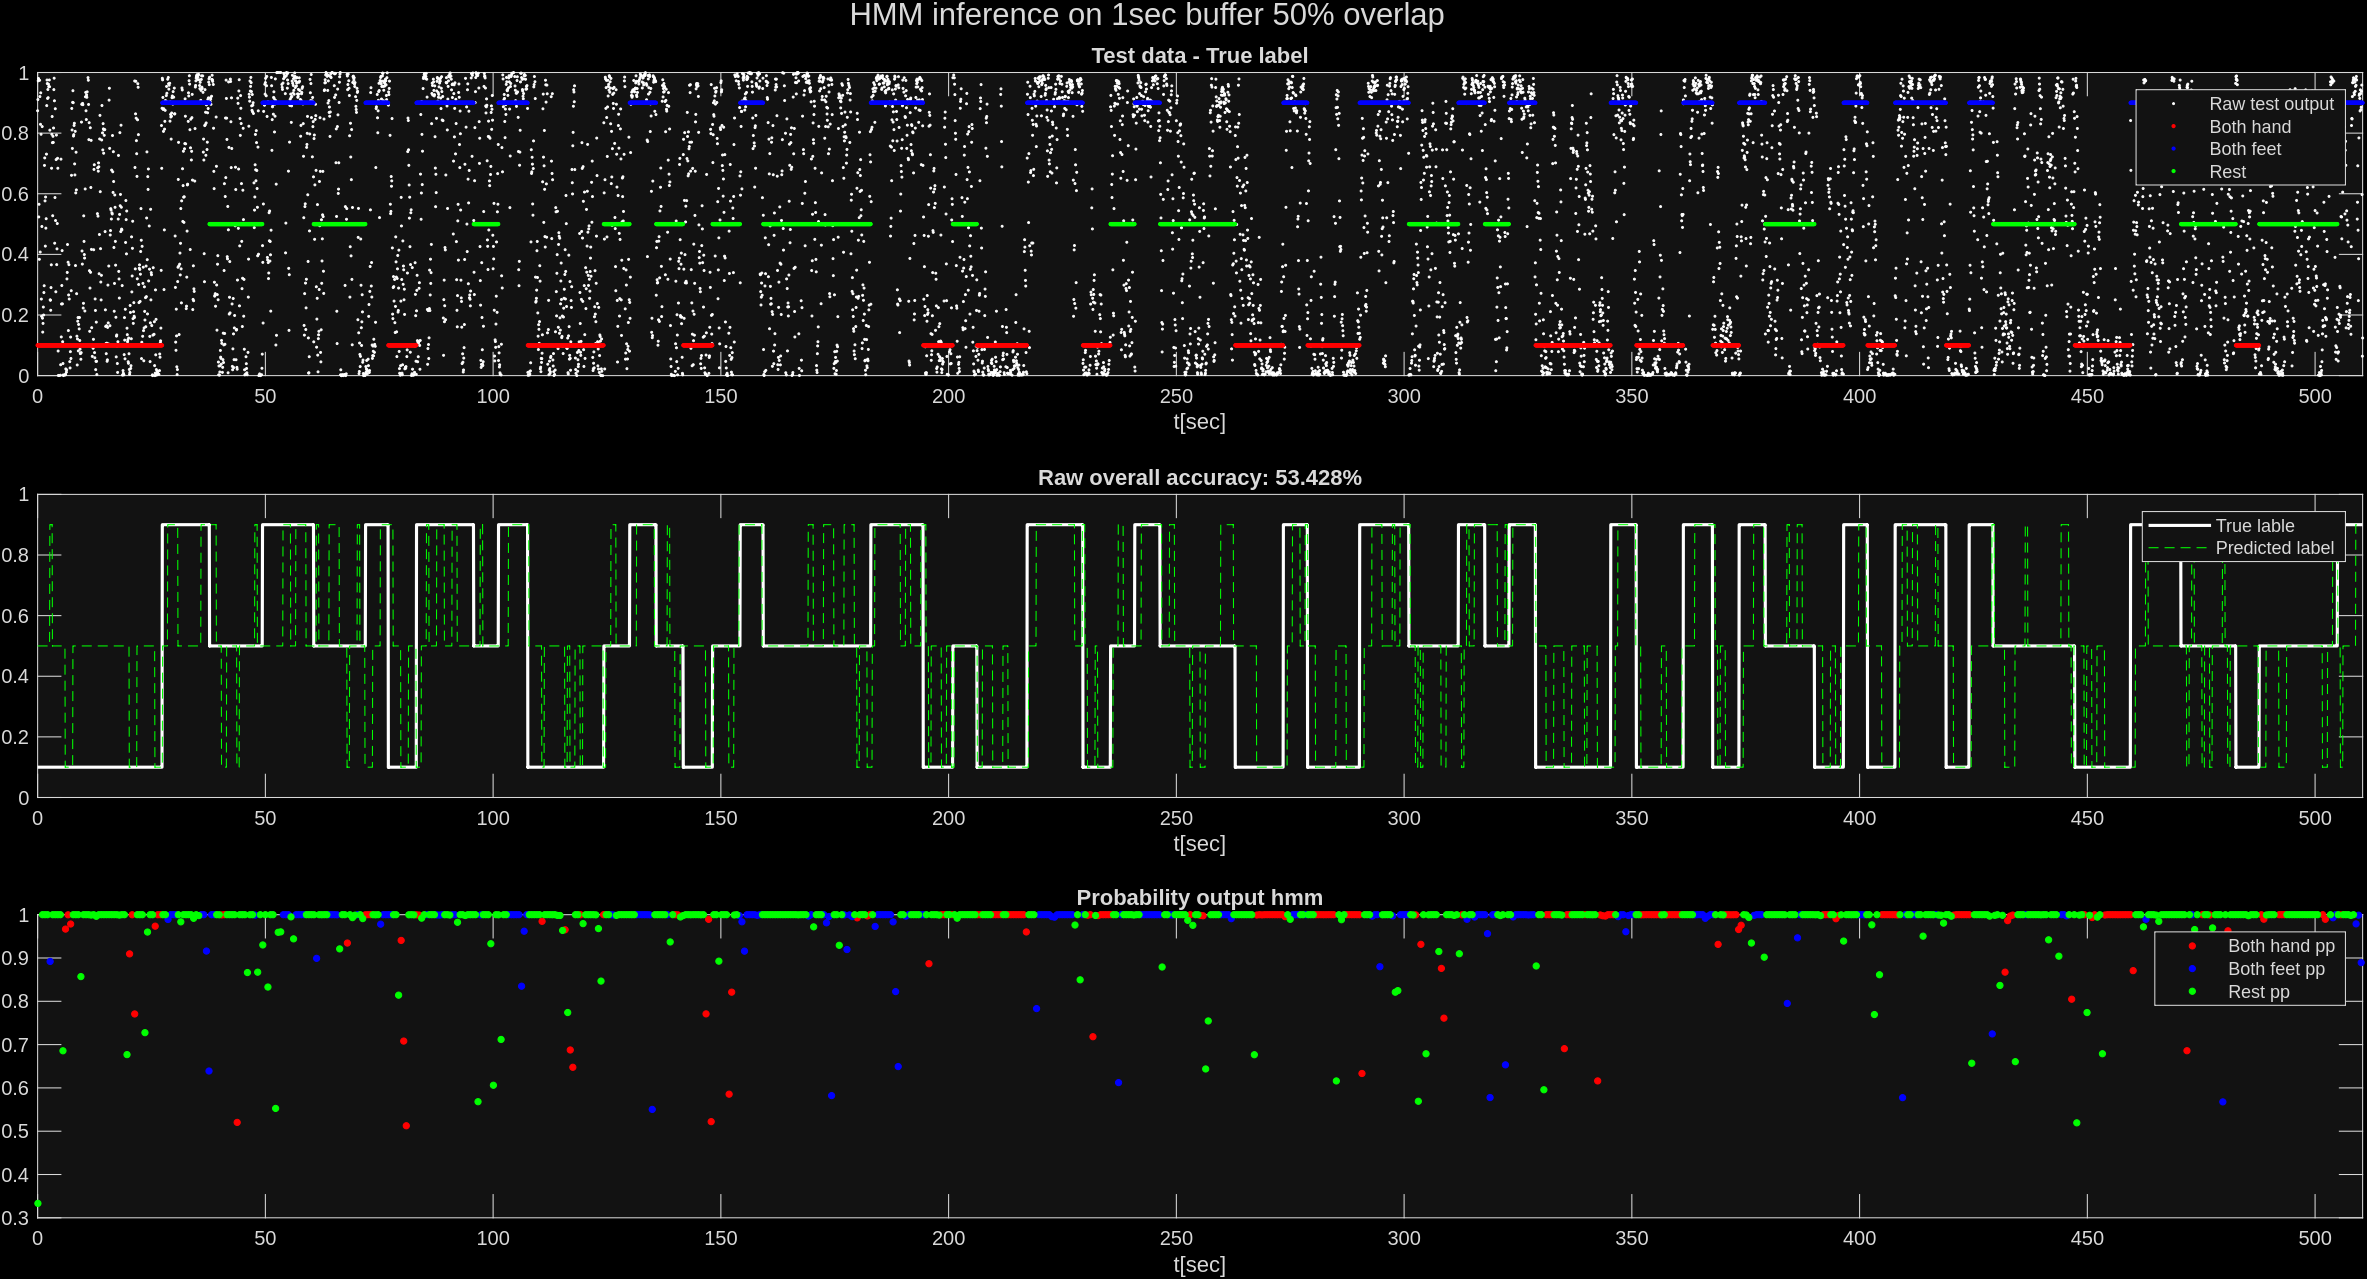 HMM inference on 1sec buffer 50% overlap
Test data - True label
1
0.8
0.6
0.4
0.2
0
0 50 100 150 200 250 300 350 400 450 500
t[sec]
Raw test output
Both hand
Both feet
Rest
Raw overall accuracy: 53.428%
1
0.8
0.6
0.4
0.2
0
0 50 100 150 200 250 300 350 400 450 500
t[sec]
True lable
Predicted label
Probability output hmm
1
0.9
0.8
0.7
0.6
0.5
0.4
0.3
0 50 100 150 200 250 300 350 400 450 500
t[sec]
Both hand pp
Both feet pp
Rest pp